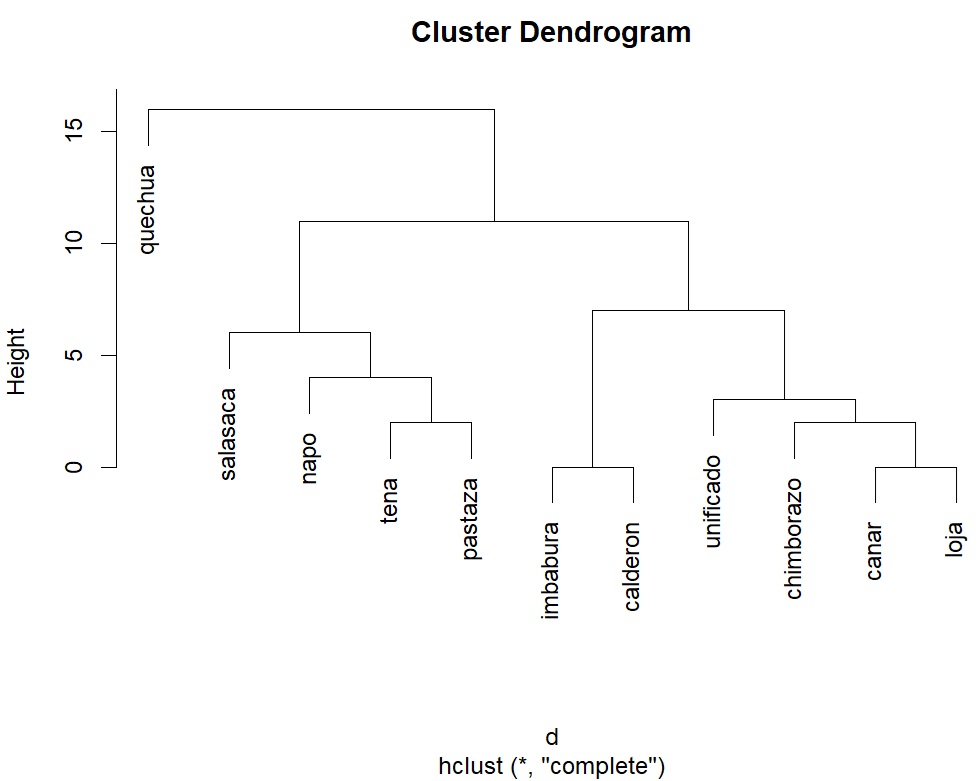 Cluster Dendrogram
Height
15
10
5
0
quechua
salasaca
napo
tena
pastaza
imbabura
calderon
unificado
chimborazo
canar
loja
d
hclust (*, "complete")